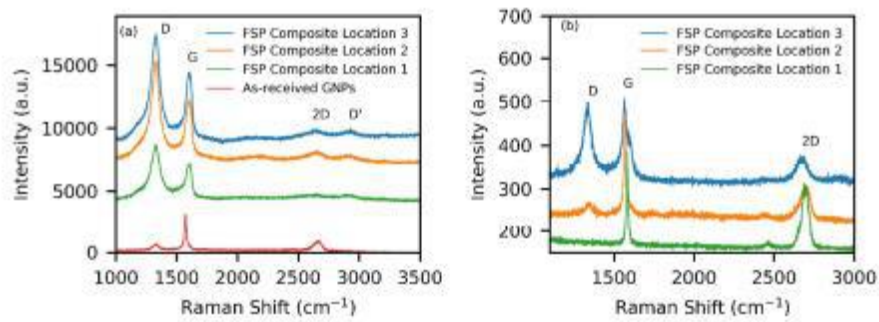 (a)
D
FSP Composite Location 3
FSP Composite Location 2
FSP Composite Location 1
As-received GNPs
G
2D
D'
15000
10000
5000
0
Intensity (a.u.)
1000 1500 2000 2500 3000 3500
Raman Shift (cm⁻¹)
(b)
FSP Composite Location 3
FSP Composite Location 2
FSP Composite Location 1
D
G
2D
700
600
500
400
300
200
Intensity (a.u.)
1500 2000 2500 3000
Raman Shift (cm⁻¹)